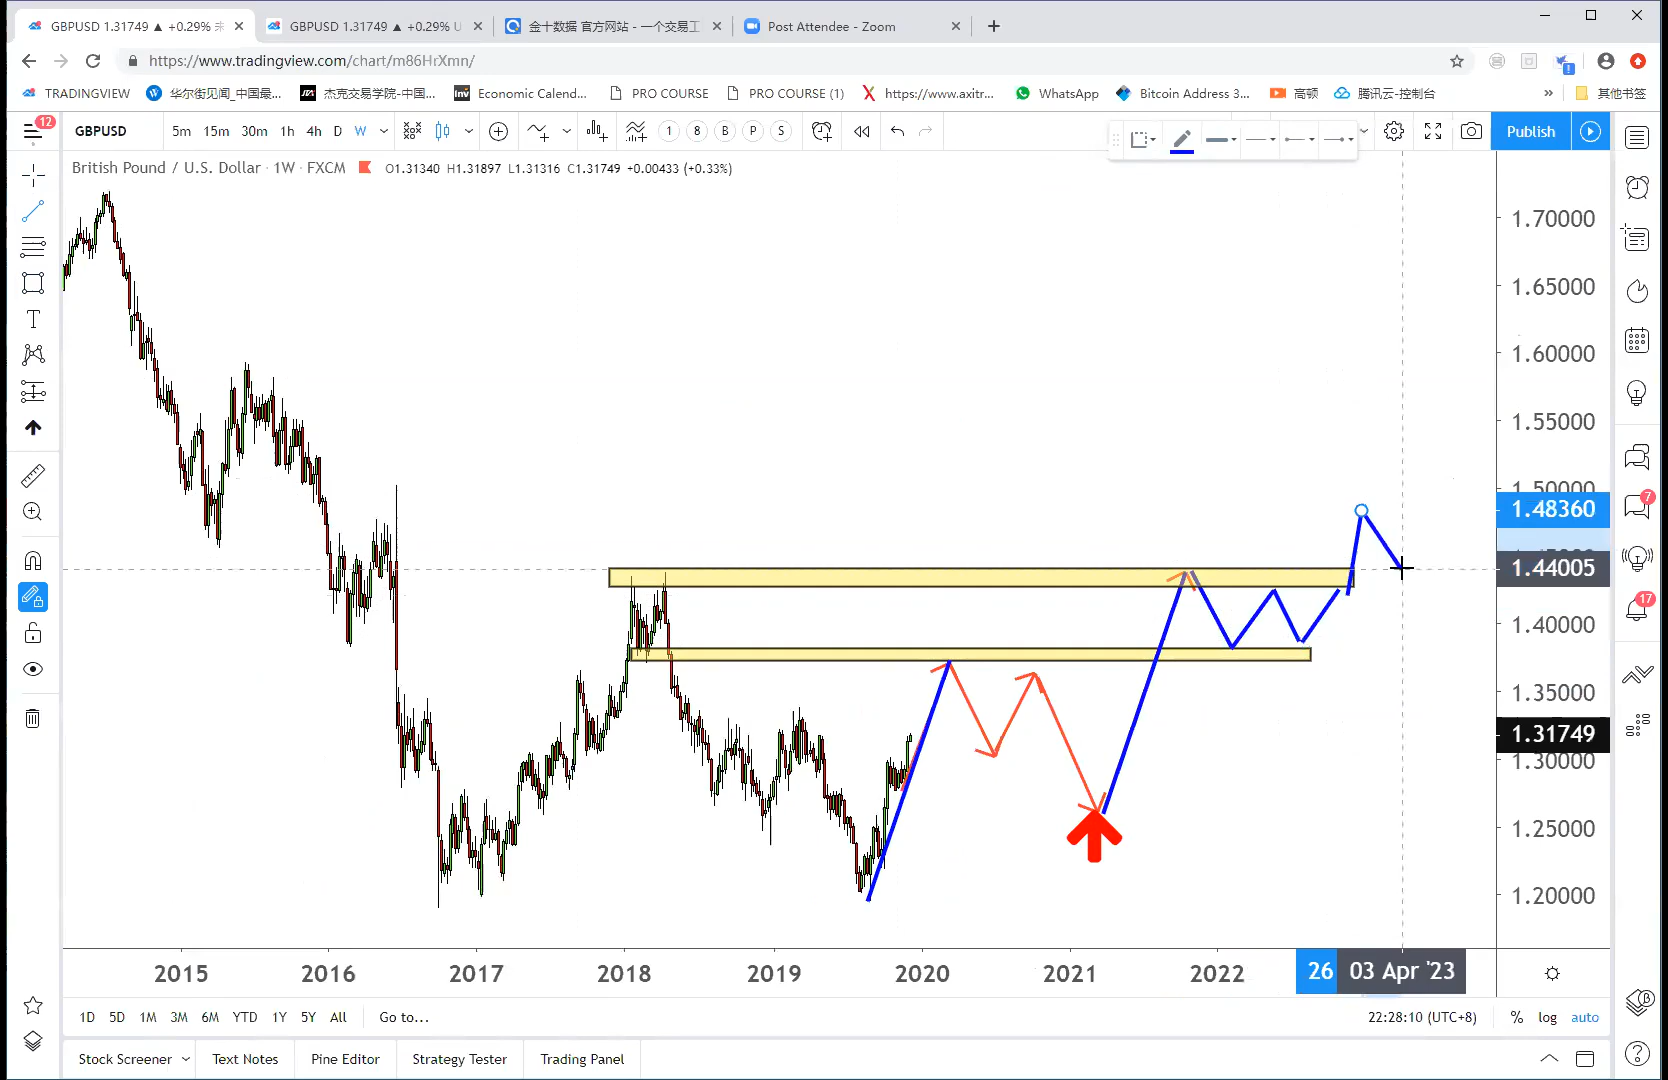 GBPUSD 1.31749 ▲ +0.29% 未
GBPUSD 1.31749 ▲ +0.29% U
金十数据 官方网站 - 一个交易工
Post Attendee - Zoom
https://www.tradingview.com/chart/m86HrXmn/
TRADINGVIEW
华尔街见闻_中国最...
杰克交易学院-中国...
Economic Calend...
PRO COURSE
PRO COURSE (1)
https://www.axitr...
WhatsApp
Bitcoin Address 3...
高顿
腾讯云-控制台
»
其他书签
12
GBPUSD
5m 15m 30m 1h 4h D W
1 8 B P S
Publish
British Pound / U.S. Dollar · 1W · FXCM
O1.31340 H1.31897 L1.31316 C1.31749 +0.00433 (+0.33%)
1.70000
1.65000
1.60000
1.55000
1.50000
1.48360
1.44005
1.40000
1.35000
1.31749
1.30000
1.25000
1.20000
7
17
2015 2016 2017 2018 2019 2020 2021 2022 26 03 Apr '23
1D 5D 1M 3M 6M YTD 1Y 5Y All Go to...
22:28:10 (UTC+8) % log auto
Stock Screener Text Notes Pine Editor Strategy Tester Trading Panel